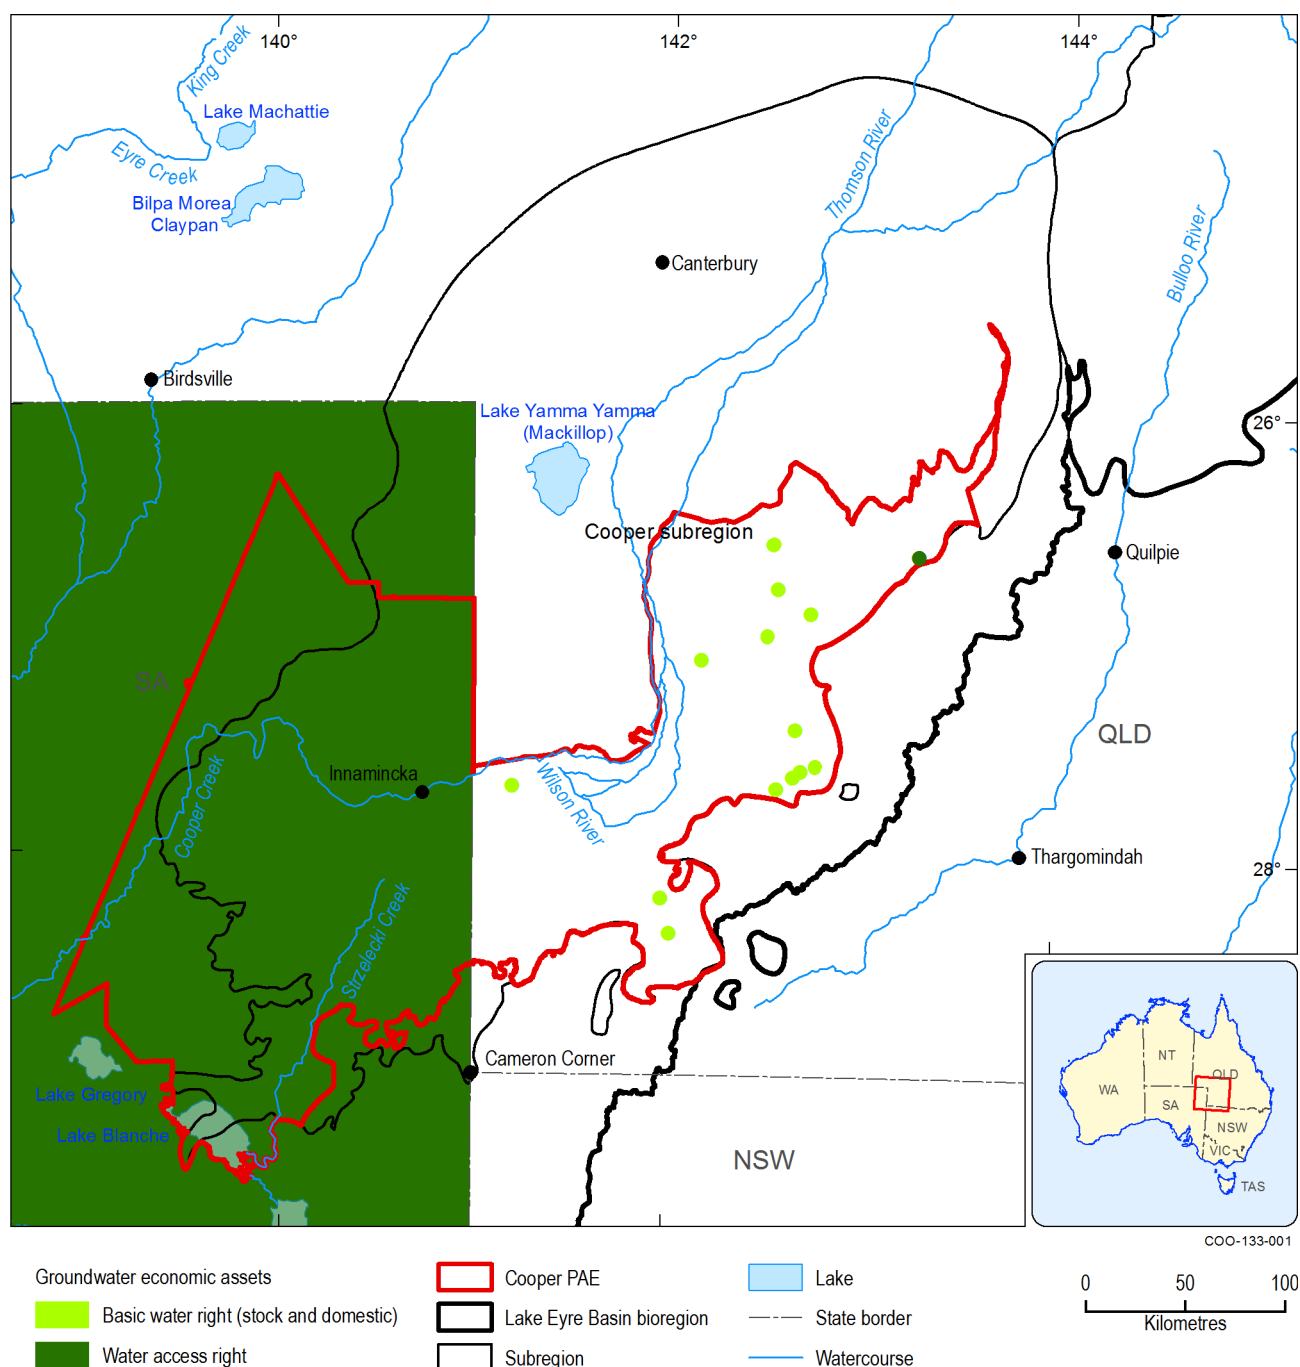 140°
142°
144°
King Creek
Lake Machattie
Eyre Creek
Bilpa Morea
Claypan
Thomson River
Bulloo River
Canterbury
Birdsville
Lake Yamma Yamma
(Mackillop)
26°
Cooper subregion
Quilpie
SA
QLD
Innamincka
Wilson River
Cooper Creek
Thargomindah
28°
Strzelecki Creek
Cameron Corner
Lake Gregory
Lake Blanche
NSW
NT
QLD
WA
SA
NSW
VIC
TAS
COO-133-001
Groundwater economic assets
Basic water right (stock and domestic)
Water access right
Cooper PAE
Lake Eyre Basin bioregion
Subregion
Lake
State border
Watercourse
0 50 100
Kilometres